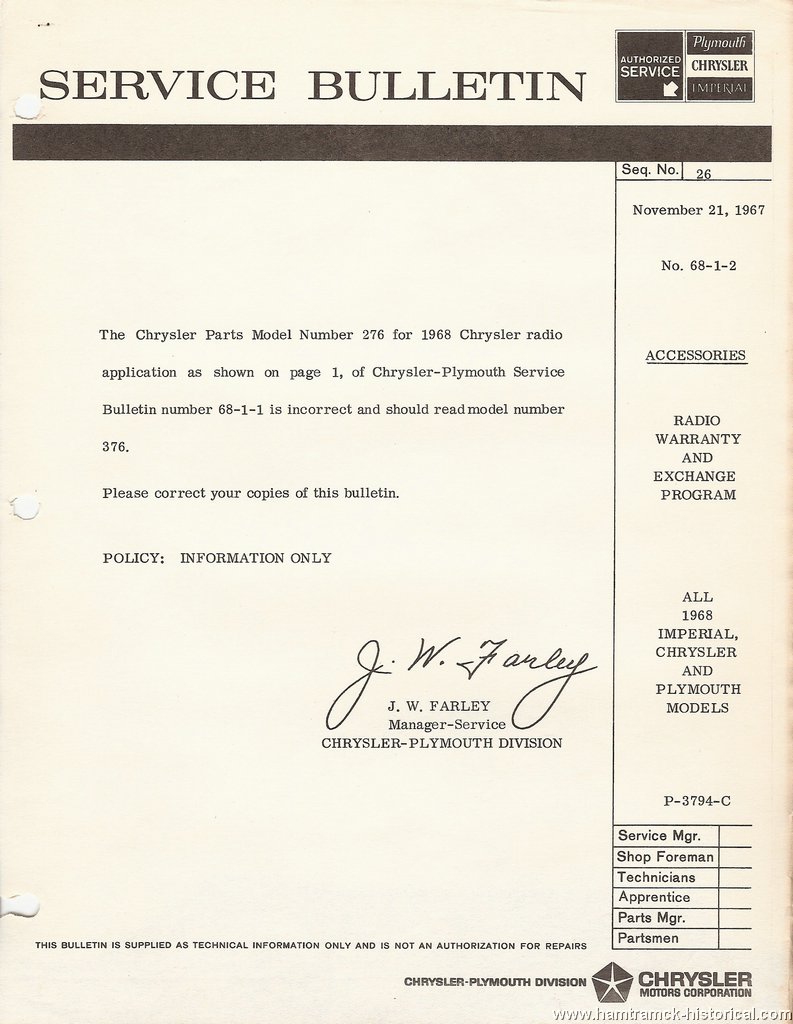 SERVICE BULLETIN
AUTHORIZED
SERVICE
Plymouth
CHRYSLER
IMPERIAL
Seq. No. 26
November 21, 1967
No. 68-1-2
ACCESSORIES
RADIO
WARRANTY
AND
EXCHANGE
PROGRAM
ALL
1968
IMPERIAL,
CHRYSLER
AND
PLYMOUTH
MODELS
P-3794-C
The Chrysler Parts Model Number 276 for 1968 Chrysler radio
application as shown on page 1, of Chrysler-Plymouth Service
Bulletin number 68-1-1 is incorrect and should read model number
376.
Please correct your copies of this bulletin.
POLICY: INFORMATION ONLY
J. W. Farley
J. W. FARLEY
Manager-Service
CHRYSLER-PLYMOUTH DIVISION
Service Mgr.
Shop Foreman
Technicians
Apprentice
Parts Mgr.
Partsmen
THIS BULLETIN IS SUPPLIED AS TECHNICAL INFORMATION ONLY AND IS NOT AN AUTHORIZATION FOR REPAIRS
CHRYSLER-PLYMOUTH DIVISION
CHRYSLER
MOTORS CORPORATION
www.hamtramck-historical.com